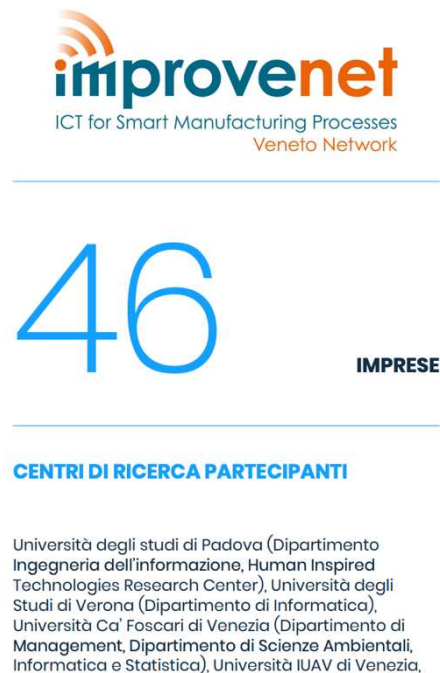 improvenet
ICT for Smart Manufacturing Processes
Veneto Network
46
IMPRESE
CENTRI DI RICERCA PARTECIPANTI
Università degli studi di Padova (Dipartimento
Ingegneria dell'informazione, Human Inspired
Technologies Research Center), Università degli
Studi di Verona (Dipartimento di Informatica),
Università Ca' Foscari di Venezia (Dipartimento di
Management, Dipartimento di Scienze Ambientali,
Informatica e Statistica), Università IUAV di Venezia,